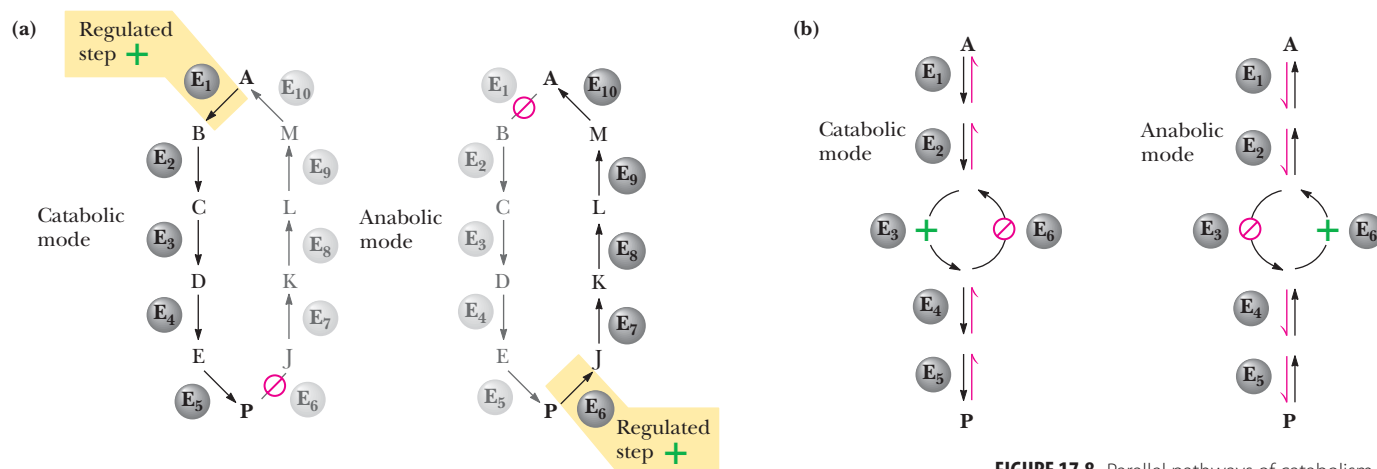 (a)
Regulated
step +
E1
A
E10
B
M
E2
E9
Catabolic
mode
C
L
E3
E8
D
K
E4
E7
E
J
E5
P
E6
E1
A
E10
B
M
E2
E9
Anabolic
mode
C
L
E3
E8
D
K
E4
E7
E
J
E5
P
E6
Regulated
step +
(b)
A
E1
Catabolic
mode
E2
E3
+
E6
E4
E5
P
A
E1
Anabolic
mode
E2
E3
+
E6
E4
E5
P
FIGURE 17.8 Parallel pathways of catabolism